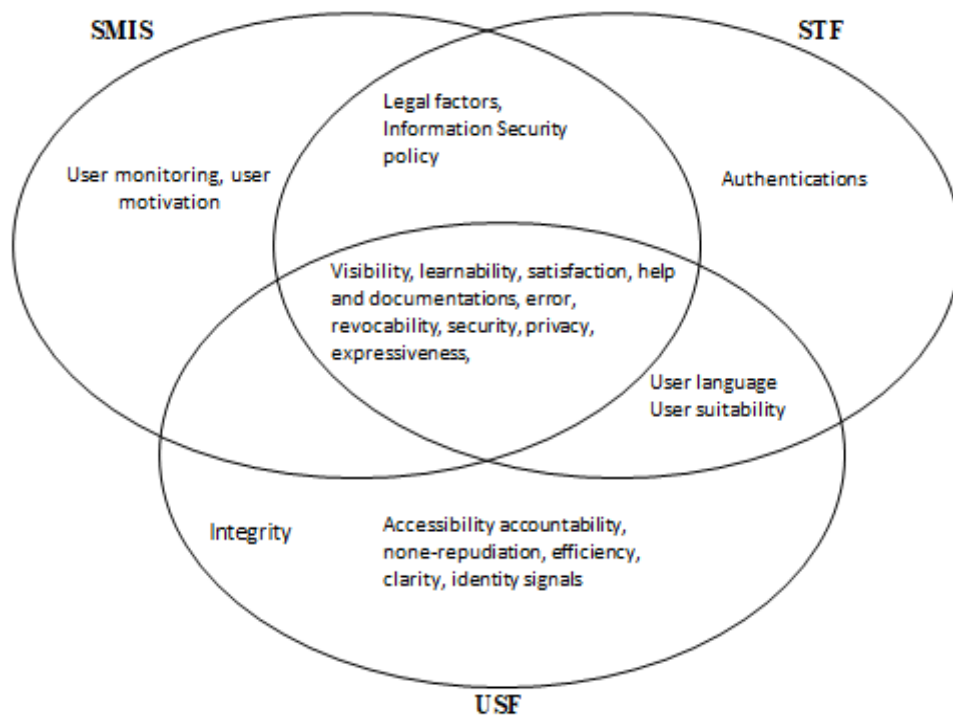 SMIS
STF
Legal factors,
Information Security
policy
User monitoring, user
motivation
Authentications
Visibility, learnability, satisfaction, help
and documentations, error,
revocability, security, privacy,
expressiveness,
User language
User suitability
Integrity
Accessibility accountability,
none-repudiation, efficiency,
clarity, identity signals
USF